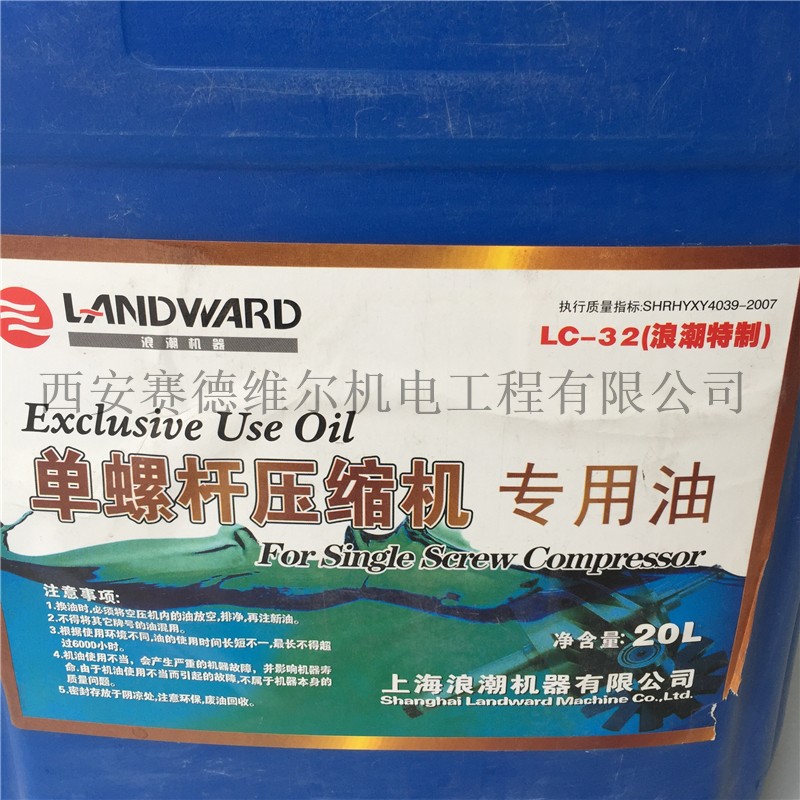 LANDWARD
浪潮机器
执行质量指标:SHRHYXY4039-2007
LC-32(浪潮特制)
西安赛德维尔机电工程有限公司
Exclusive Use Oil
单螺杆压缩机 专用油
For Single Screw Compressor
注意事项:
1.换油时,必须将空压机内的油放空,排净,再注新油。
2.不得将其它牌号的油混用。
3.根据使用环境不同,油的使用时间长短不一,最长不得超
过6000小时。
4.机油使用不当,会产生严重的机器故障,并影响机器寿
命.由于机油使用不当而引起的故障,不属于机器本身的
质量问题。
5.密封存放于阴凉处,注意环保,废油回收。
净含量: 20L
上海浪潮机器有限公司
Shanghai Landward Machine Co.,Ltd.